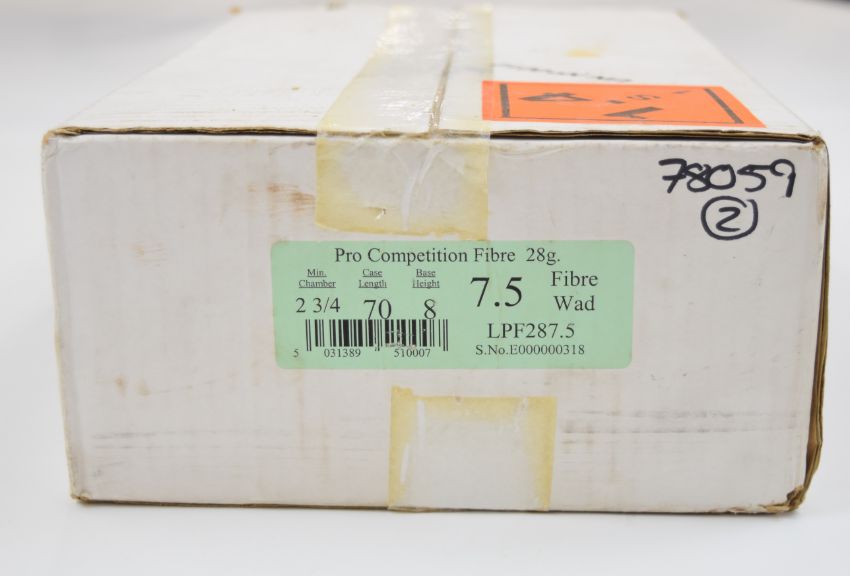 78059
2
Pro Competition Fibre 28g.
Min. Chamber
Case Length
Base Height
2 3/4
70
8
7.5
Fibre Wad
LPF287.5
5 031389 510007
S.No.E000000318